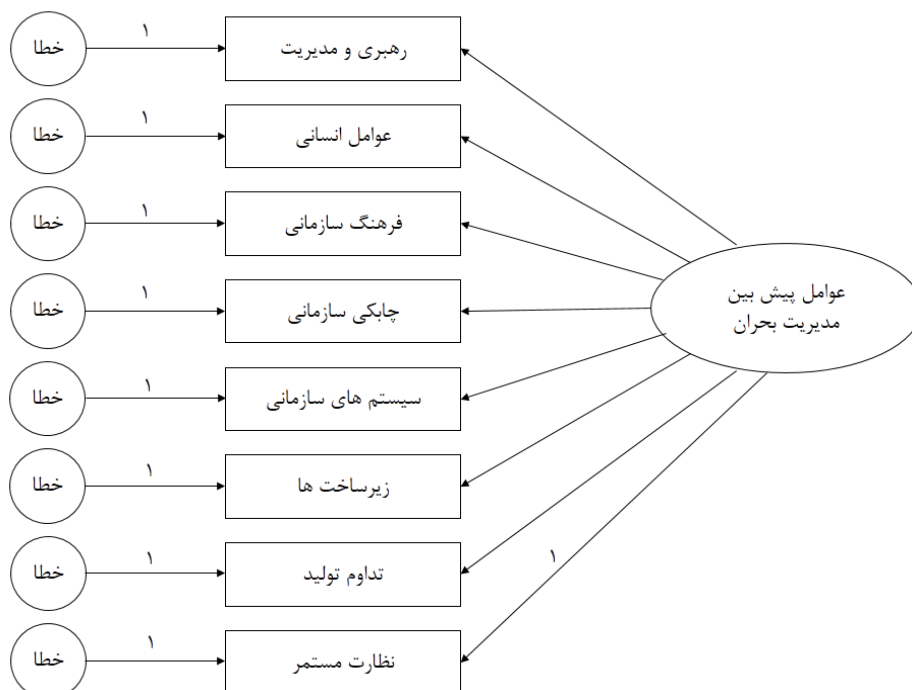 خطا
۱
رهبری و مدیریت
خطا
۱
عوامل انسانی
خطا
۱
فرهنگ سازمانی
خطا
۱
چابکی سازمانی
خطا
۱
سیستم های سازمانی
خطا
۱
زیرساخت ها
خطا
۱
تداوم تولید
خطا
۱
نظارت مستمر
۱
عوامل پیش بین
مدیریت بحران